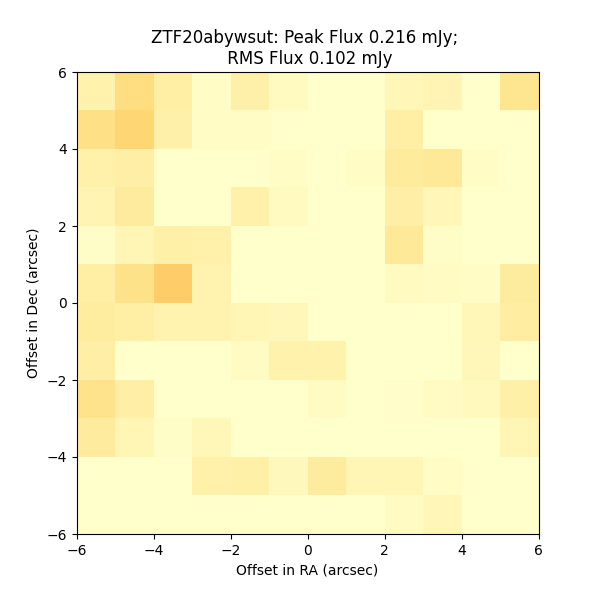 ZTF20abywsut: Peak Flux 0.216 mJy;
RMS Flux 0.102 mJy
6
4
2
0
−2
−4
−6
Offset in Dec (arcsec)
−6 −4 −2 0 2 4 6
Offset in RA (arcsec)